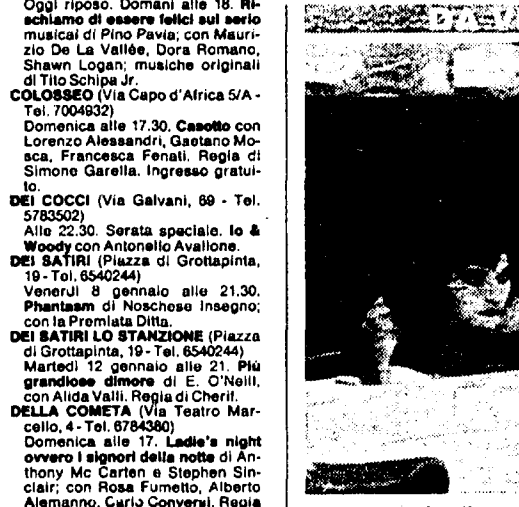 Oggi riposo. Domani alle 18. Ri-
schiamo di essere felici sul serio
musical di Pino Pavia; con Mauri-
zio De La Vallée, Dora Romano,
Shawn Logan; musiche originali
di Tito Schipa Jr.
COLOSSEO (Via Capo d'Africa 5/A -
Tel. 7004932)
Domenica alle 17.30. Casotto con
Lorenzo Alessandri, Gaetano Mo-
sca, Francesca Fenati. Regia di
Simone Garella. Ingresso gratui-
to.
DEI COCCI (Via Galvani, 69 - Tel.
5783502)
Alle 22.30. Serata speciale. Io &
Woody con Antonello Avallone.
DEI SATIRI (Piazza di Grottapinta,
19 - Tel. 6540244)
Venerdì 8 gennaio alle 21.30.
Phantasm di Noschese Insegno;
con la Premiata Ditta.
DEI SATIRI LO STANZIONE (Piazza
di Grottapinta, 19 - Tel. 6540244)
Martedì 12 gennaio alle 21. Più
grandiose dimore di E. O'Neill,
con Alida Valli. Regia di Cherif.
DELLA COMETA (Via Teatro Mar-
cello, 4 - Tel. 6784380)
Domenica alle 17. Ladie's night
ovvero i signori della notte di An-
thony Mc Carten e Stephen Sin-
clair; con Rosa Fumetto, Alberto
Alemanno, Carlo Conversi. Regia